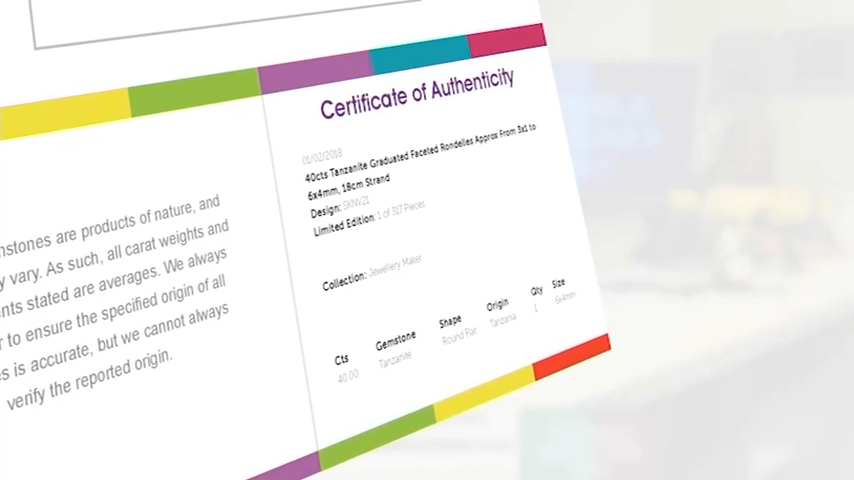 nstones are products of nature, and
y vary. As such, all carat weights and
nts stated are averages. We always
r to ensure the specified origin of all
s is accurate, but we cannot always
verify the reported origin.
Certificate of Authenticity
01/02/2018
40cts Tanzanite Graduated Faceted Rondelles Approx From 3x1 to
6x4mm, 18cm Strand
Design: SKNV21
Limited Edition: 1 of 317 Pieces
Collection: Jewellery Maker
Cts Gemstone Shape Origin Qty Size
40.00 Tanzanite Round Flat Tanzania 1 6x4mm